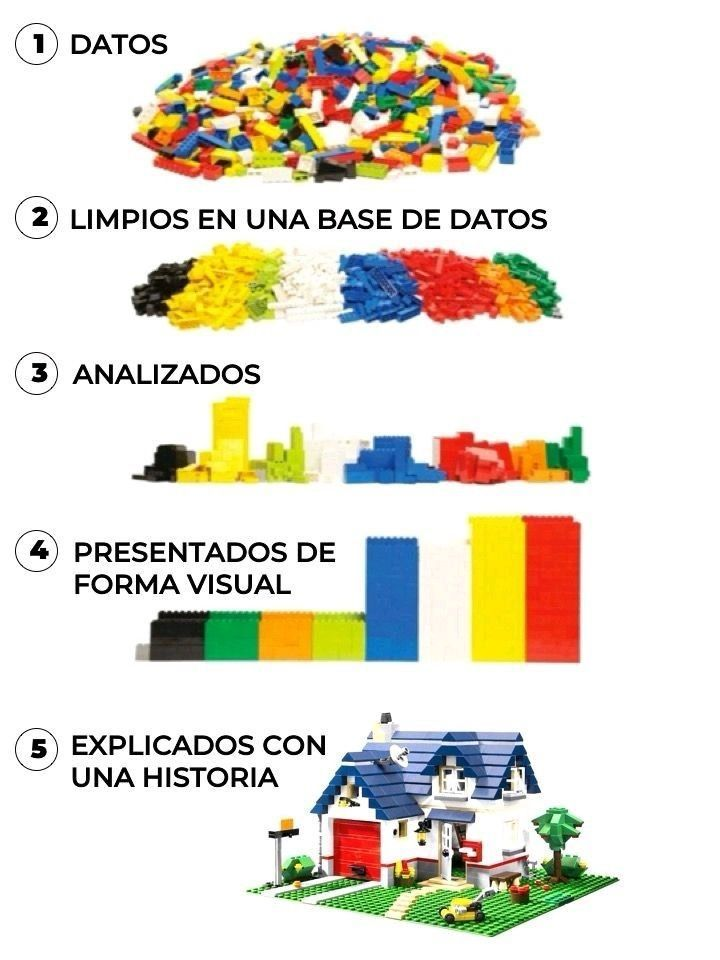 1 DATOS
2 LIMPIOS EN UNA BASE DE DATOS
3 ANALIZADOS
4 PRESENTADOS DE
FORMA VISUAL
5 EXPLICADOS CON
UNA HISTORIA